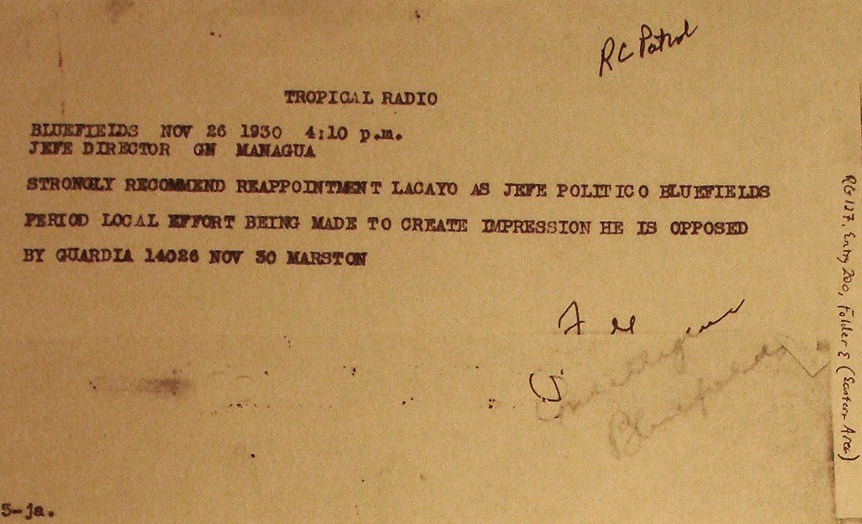 RC Patrol
TROPICAL RADIO
BLUEFIELDS NOV 26 1930 4:10 p.m.
JEFE DIRECTOR GN MANAGUA
STRONGLY RECOMMEND REAPPOINTMENT LACAYO AS JEFE POLITICO BLUEFIELDS
PERIOD LOCAL EFFORT BEING MADE TO CREATE IMPRESSION HE IS OPPOSED
BY GUARDIA 14026 NOV 30 MARSTON
Bluefields
5-ja.
RG 127, Entry 200, Folder E (Eastern Area)